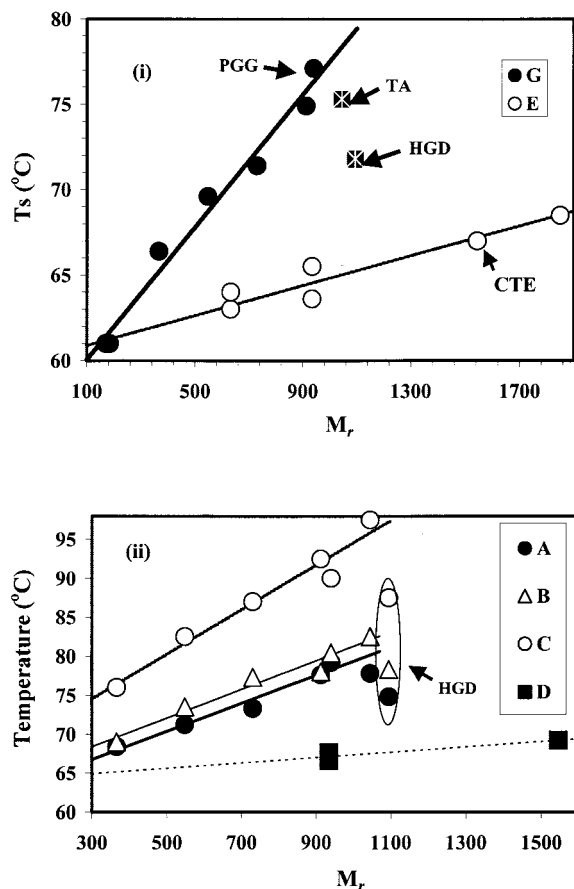 80
(i)
PGG
TA
G
E
75
HGD
Ts (°C)
70
65
CTE
60
100 500 900 1300 1700
Mr
(ii)
A
95
B
90
C
85
D
80
HGD
75
Temperature (°C)
70
65
60
300 500 700 900 1100 1300 1500
Mr